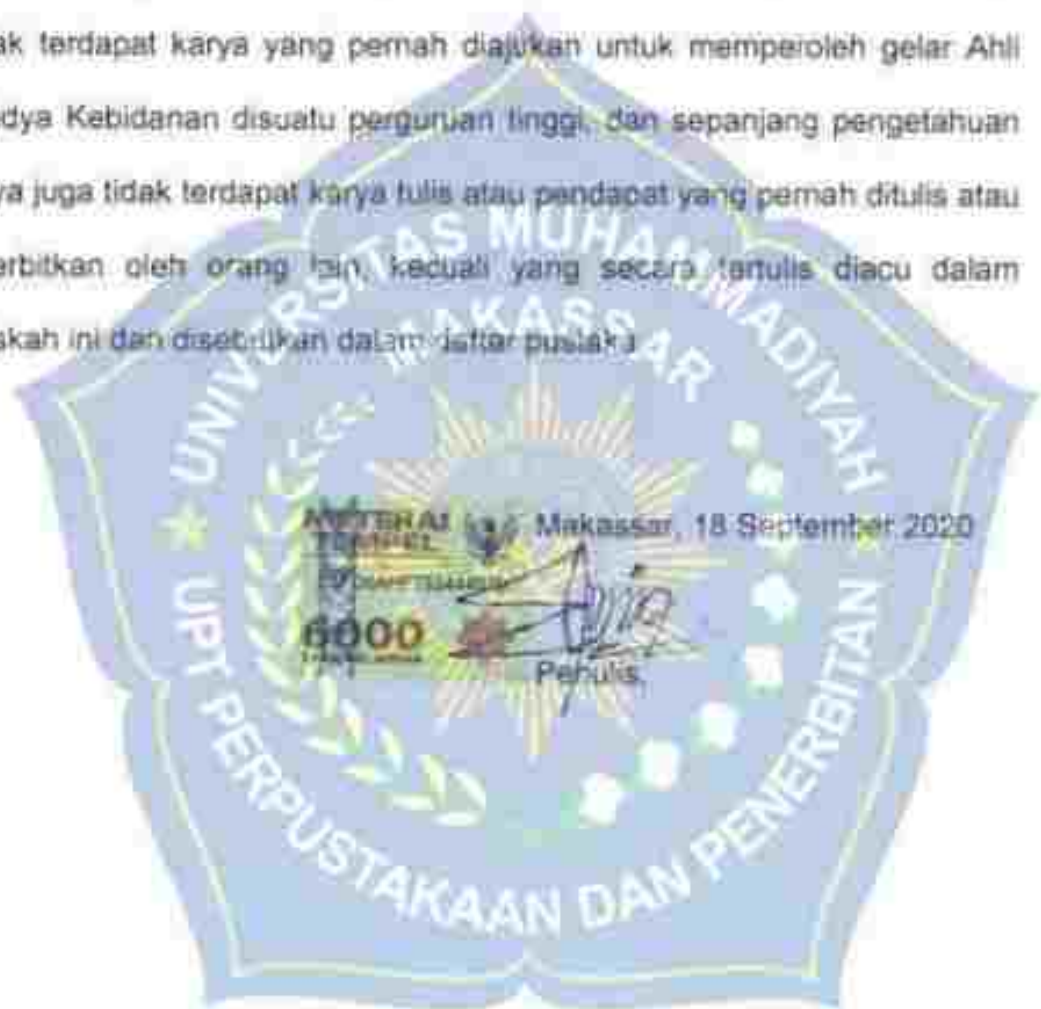 ak terdapat karya yang pernah diajukan untuk memperoleh gelar Ahli
dya Kebidanan disuatu perguruan tinggi, dan sepanjang pengetahuan
ya juga tidak terdapat karya tulis atau pendapat yang pernah ditulis atau
erbitkan oleh orang lain, kecuali yang secara tertulis diacu dalam
skah ini dan disebutkan dalam daftar pustaka
UNIVERSITAS MUHAMMADIYAH
MAKASSAR
METERAI
TEMPEL
Makassar, 18 September 2020
6000
Penulis,
UPT PERPUSTAKAAN DAN PENERBITAN